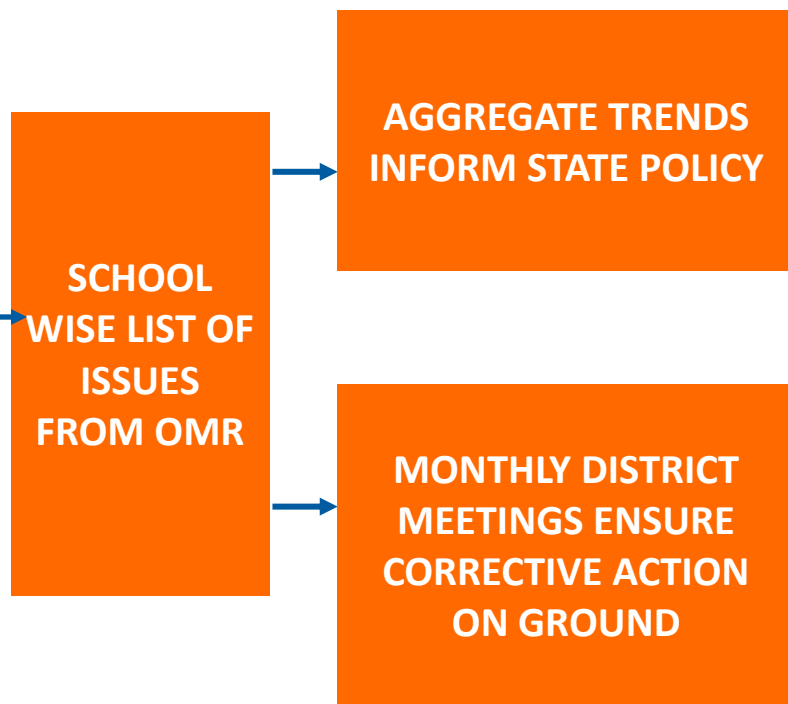 SCHOOL
WISE LIST OF
ISSUES
FROM OMR
AGGREGATE TRENDS
INFORM STATE POLICY
MONTHLY DISTRICT
MEETINGS ENSURE
CORRECTIVE ACTION
ON GROUND